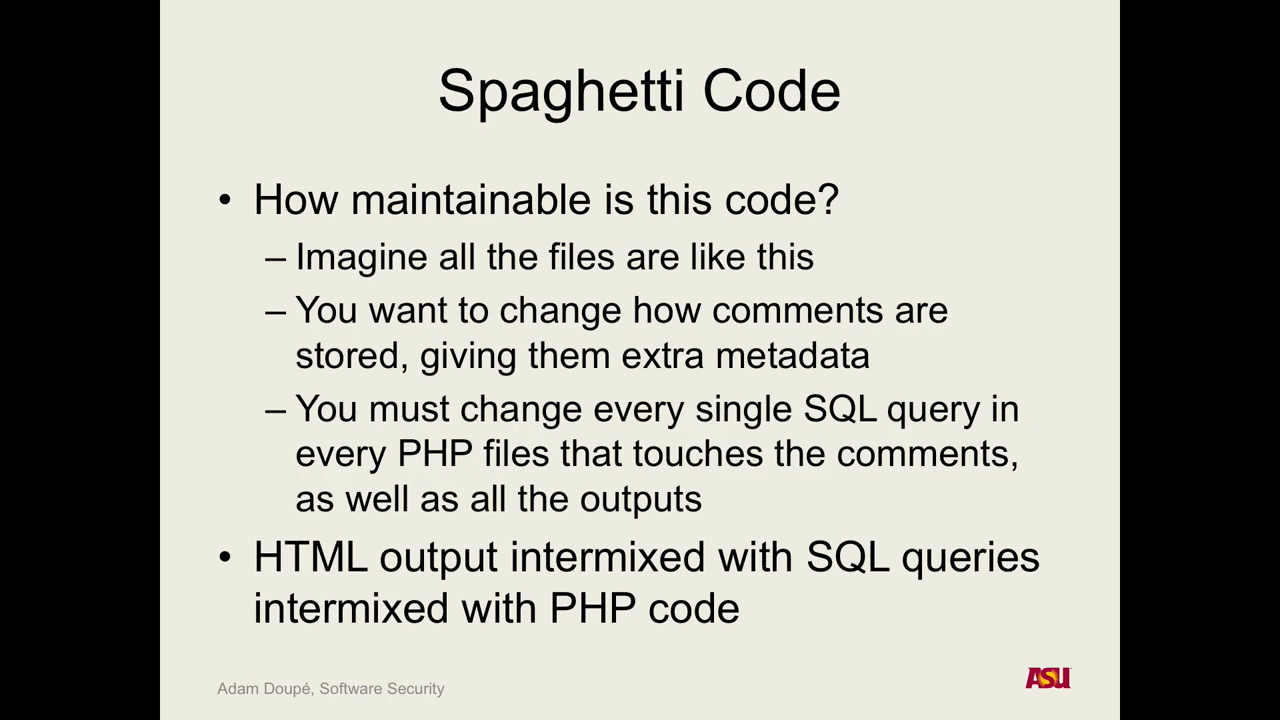 Spaghetti Code
• How maintainable is this code?
– Imagine all the files are like this
– You want to change how comments are
stored, giving them extra metadata
– You must change every single SQL query in
every PHP files that touches the comments,
as well as all the outputs
• HTML output intermixed with SQL queries
intermixed with PHP code
Adam Doupé, Software Security
ASU